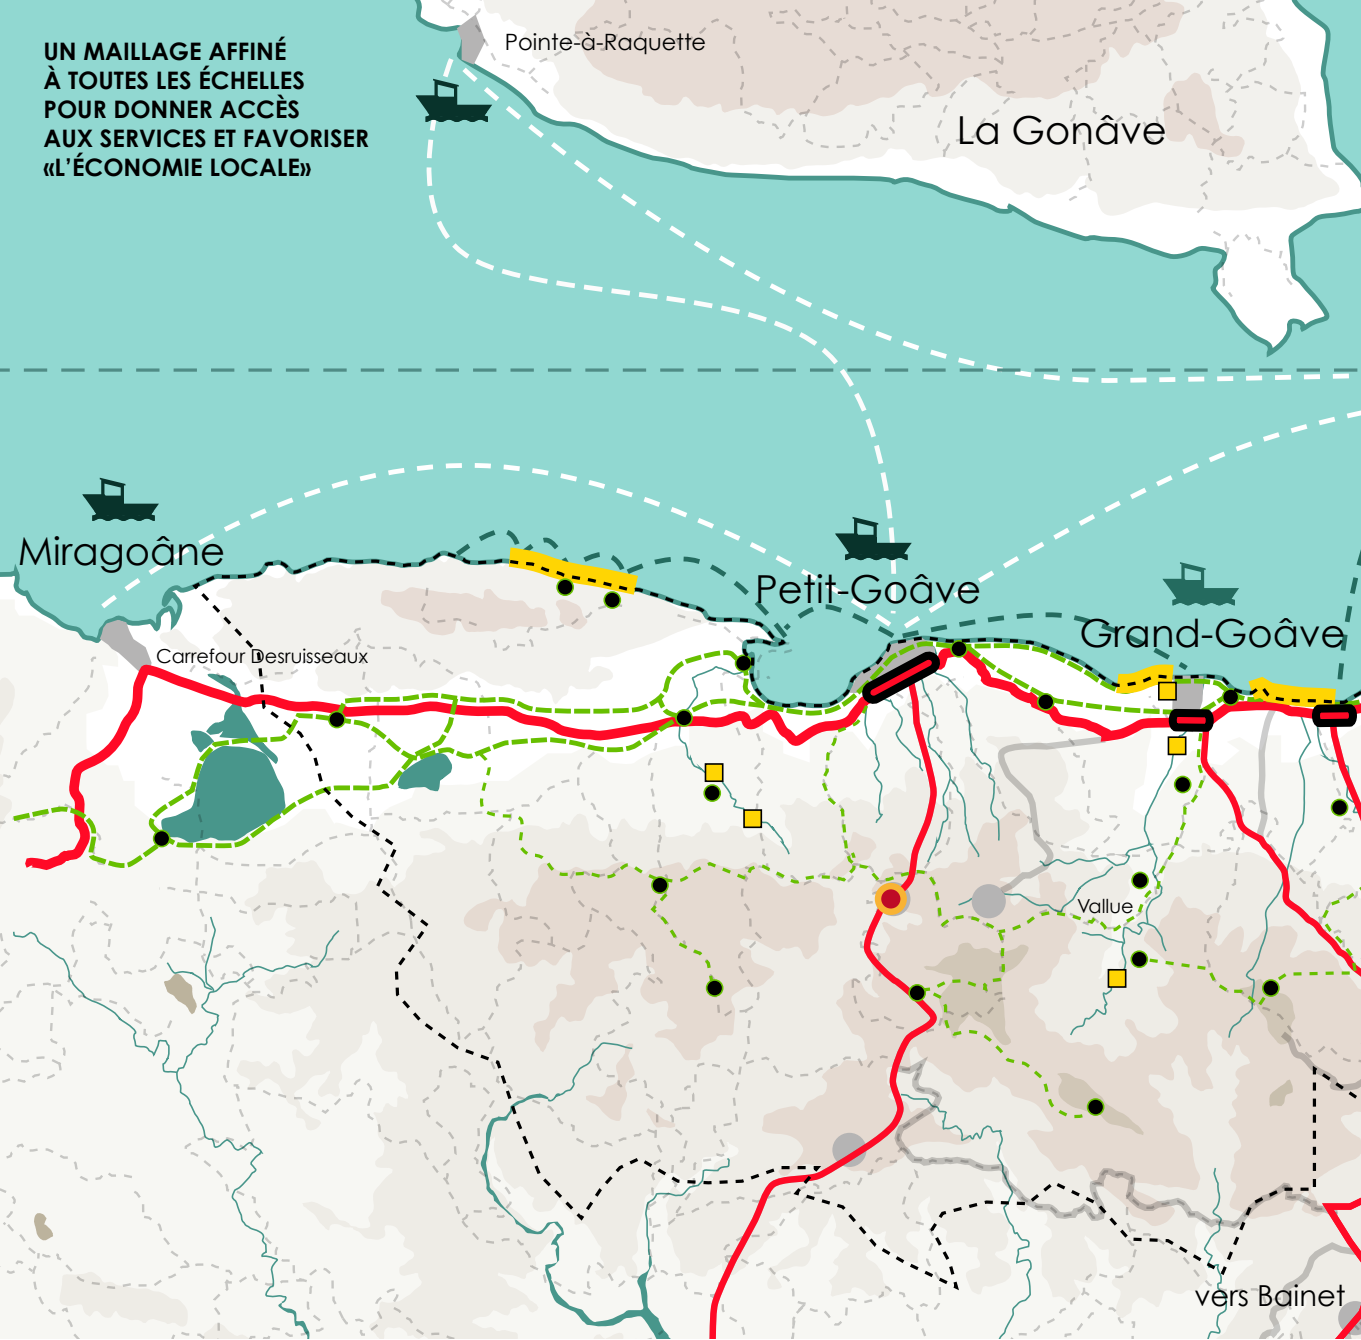 UN MAILLAGE AFFINÉ
À TOUTES LES ÉCHELLES
POUR DONNER ACCÈS
AUX SERVICES ET FAVORISER
«L'ÉCONOMIE LOCALE»
Pointe-à-Raquette
La Gonâve
Miragoâne
Petit-Goâve
Grand-Goâve
Carrefour Desruisseaux
Vallue
vers Bainet